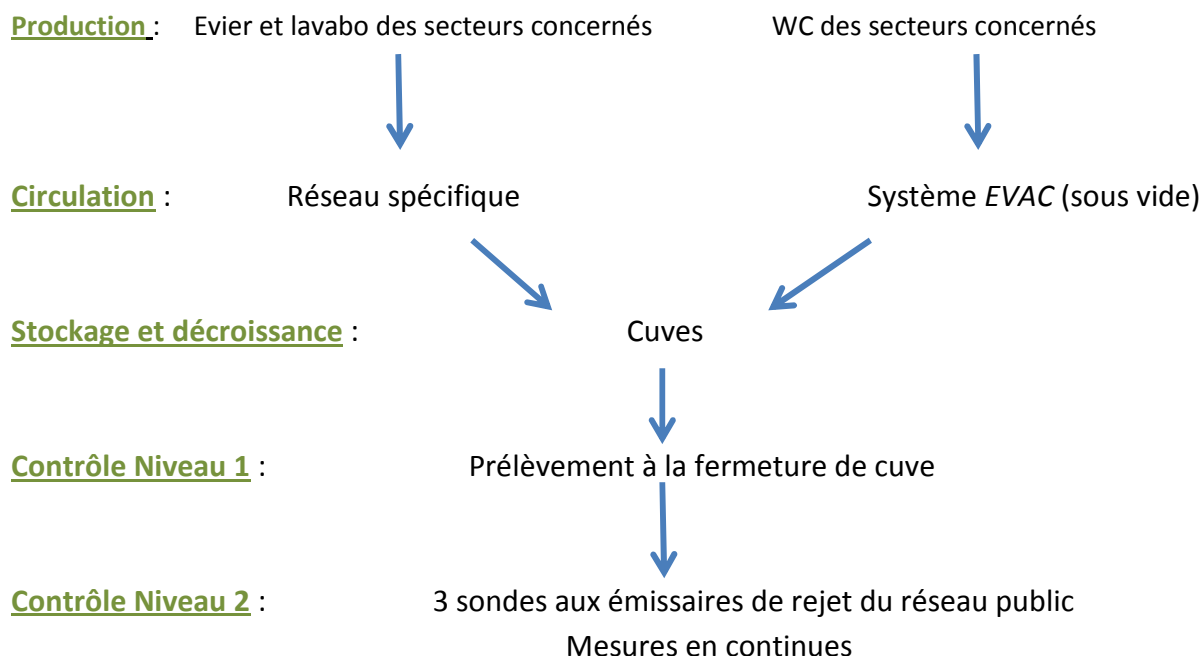 Production : Evier et lavabo des secteurs concernés WC des secteurs concernés
Circulation : Réseau spécifique Système EVAC (sous vide)
Stockage et décroissance : Cuves
Contrôle Niveau 1 : Prélèvement à la fermeture de cuve
Contrôle Niveau 2 : 3 sondes aux émissaires de rejet du réseau public
Mesures en continues